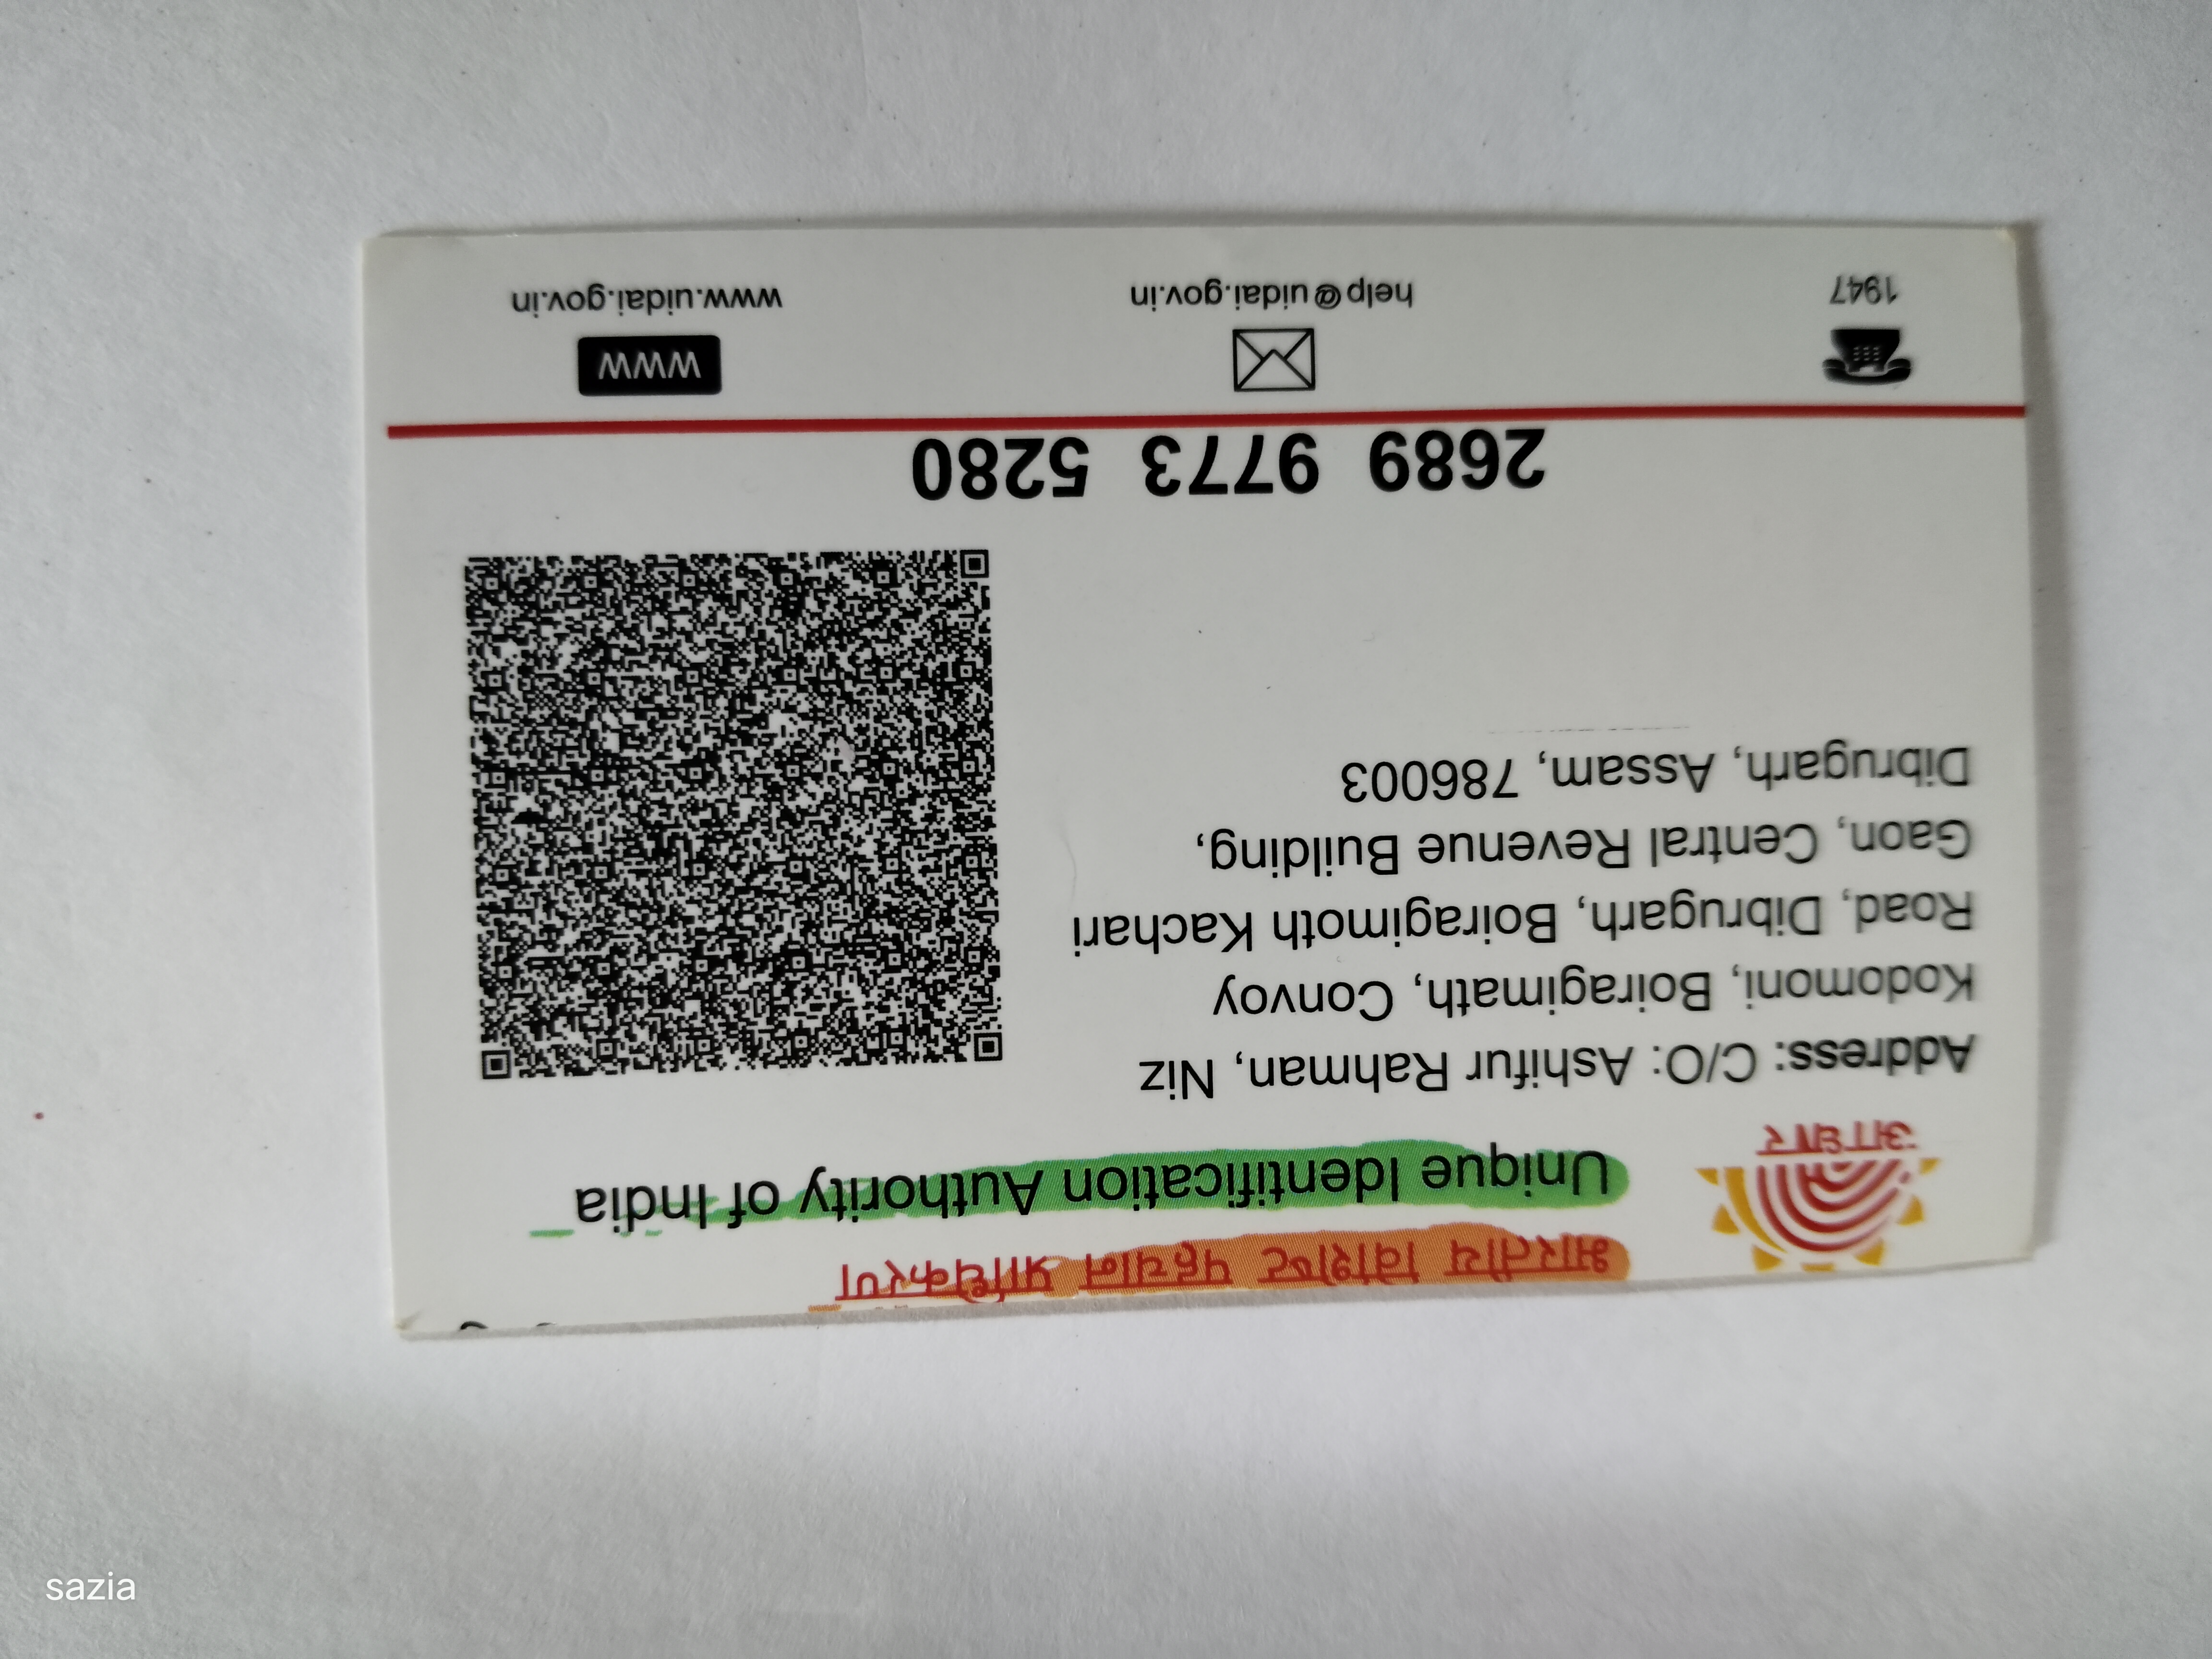 भारतीय विशिष्ट पहचान प्राधिकरण
Unique Identification Authority of India
आधार
Address: C/O: Ashifur Rahman, Niz
Kodomoni, Boiragimath, Convoy
Road, Dibrugarh, Boiragimoth Kachari
Gaon, Central Revenue Building,
Dibrugarh, Assam, 786003
2689 9773 5280
WWW
1947
help@uidai.gov.in
www.uidai.gov.in
sazia